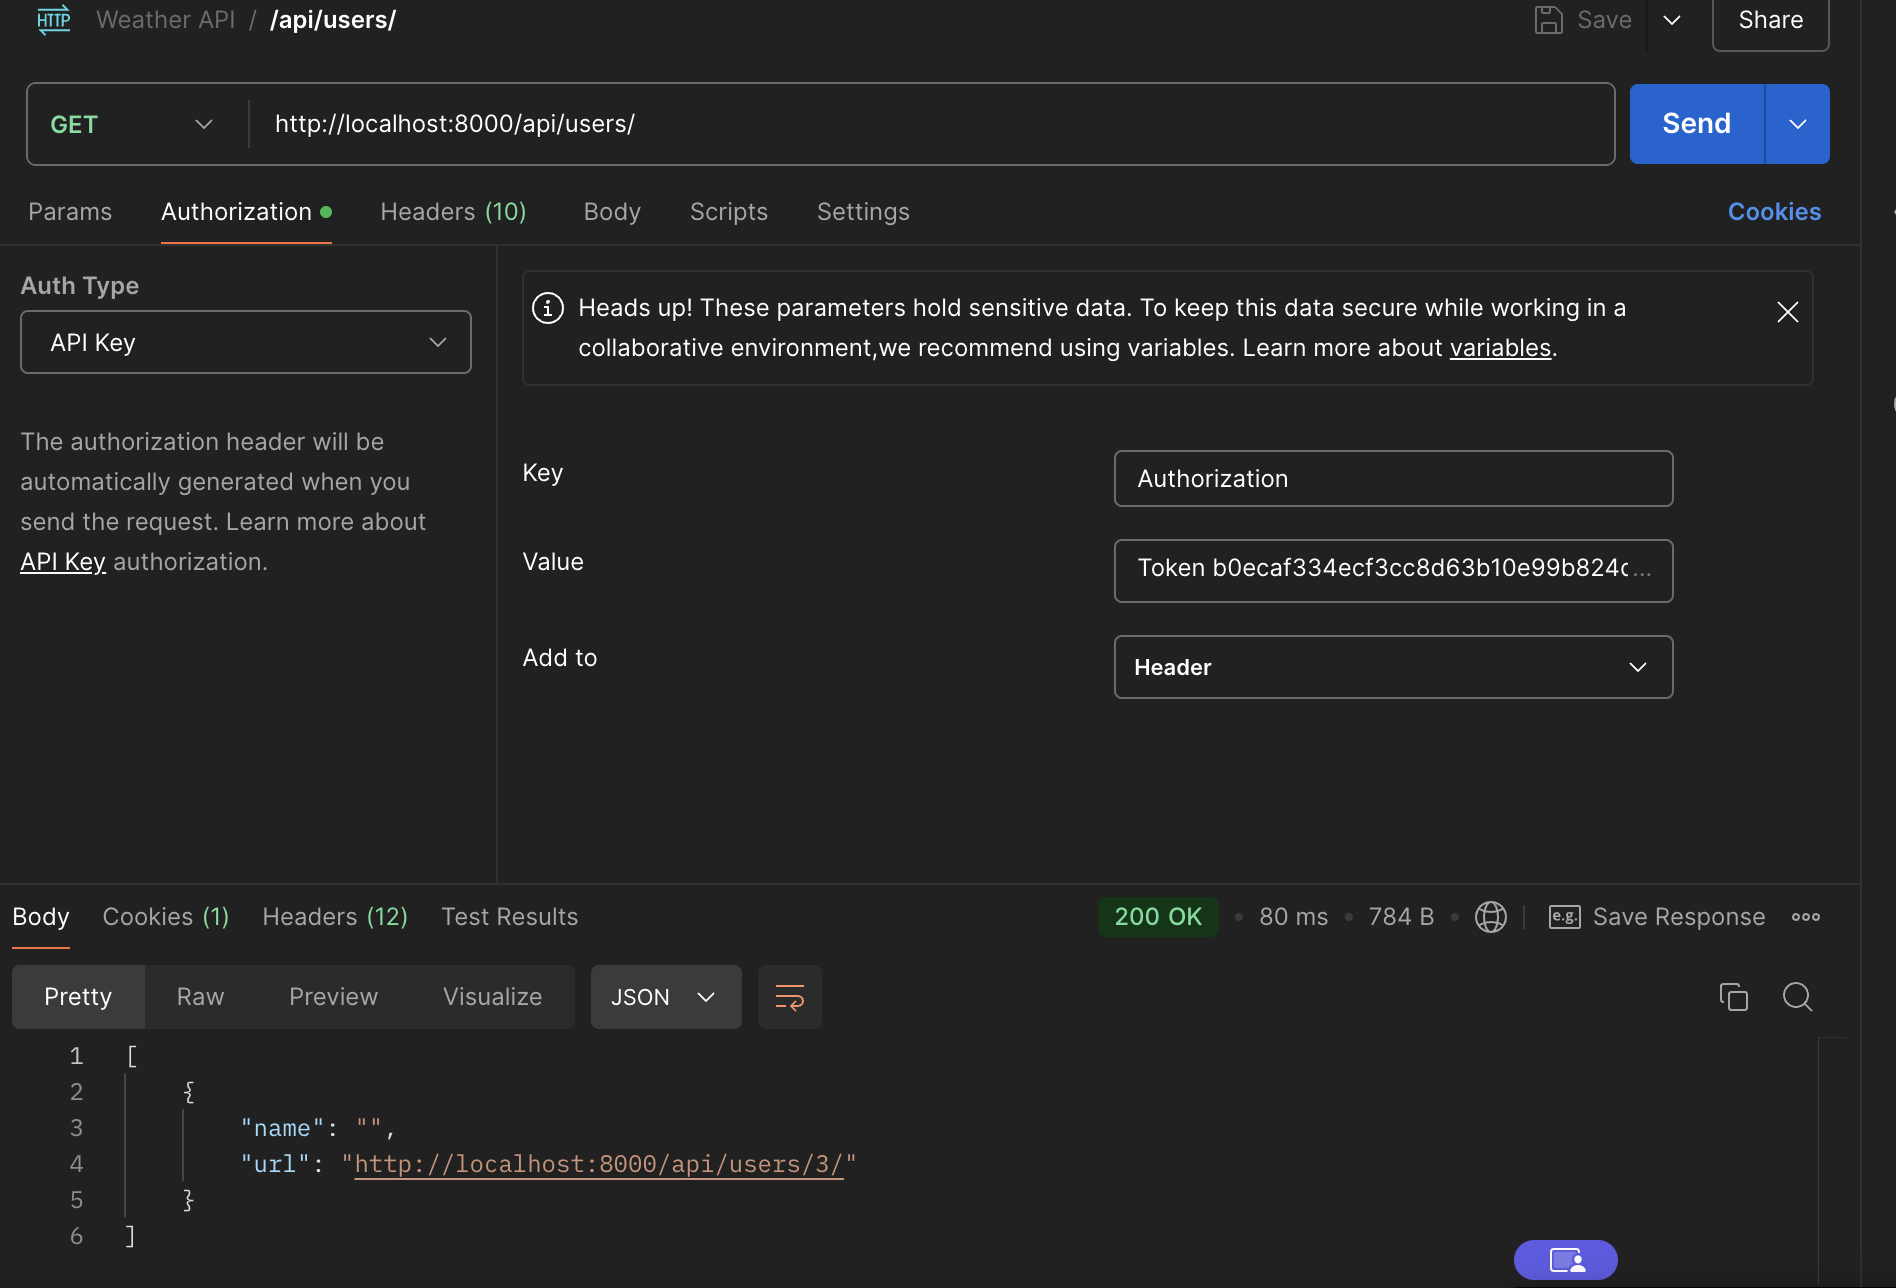 HTTP Weather API / /api/users/ Save Share
GET http://localhost:8000/api/users/ Send
Params Authorization Headers (10) Body Scripts Settings Cookies
Auth Type
API Key
The authorization header will be
automatically generated when you
send the request. Learn more about
API Key authorization.
Heads up! These parameters hold sensitive data. To keep this data secure while working in a
collaborative environment,we recommend using variables. Learn more about variables.
Key Authorization
Value Token b0ecaf334ecf3cc8d63b10e99b824c...
Add to Header
Body Cookies (1) Headers (12) Test Results 200 OK • 80 ms • 784 B • e.g. Save Response
Pretty Raw Preview Visualize JSON
1 [
2 {
3 "name": "",
4 "url": "http://localhost:8000/api/users/3/"
5 }
6 ]